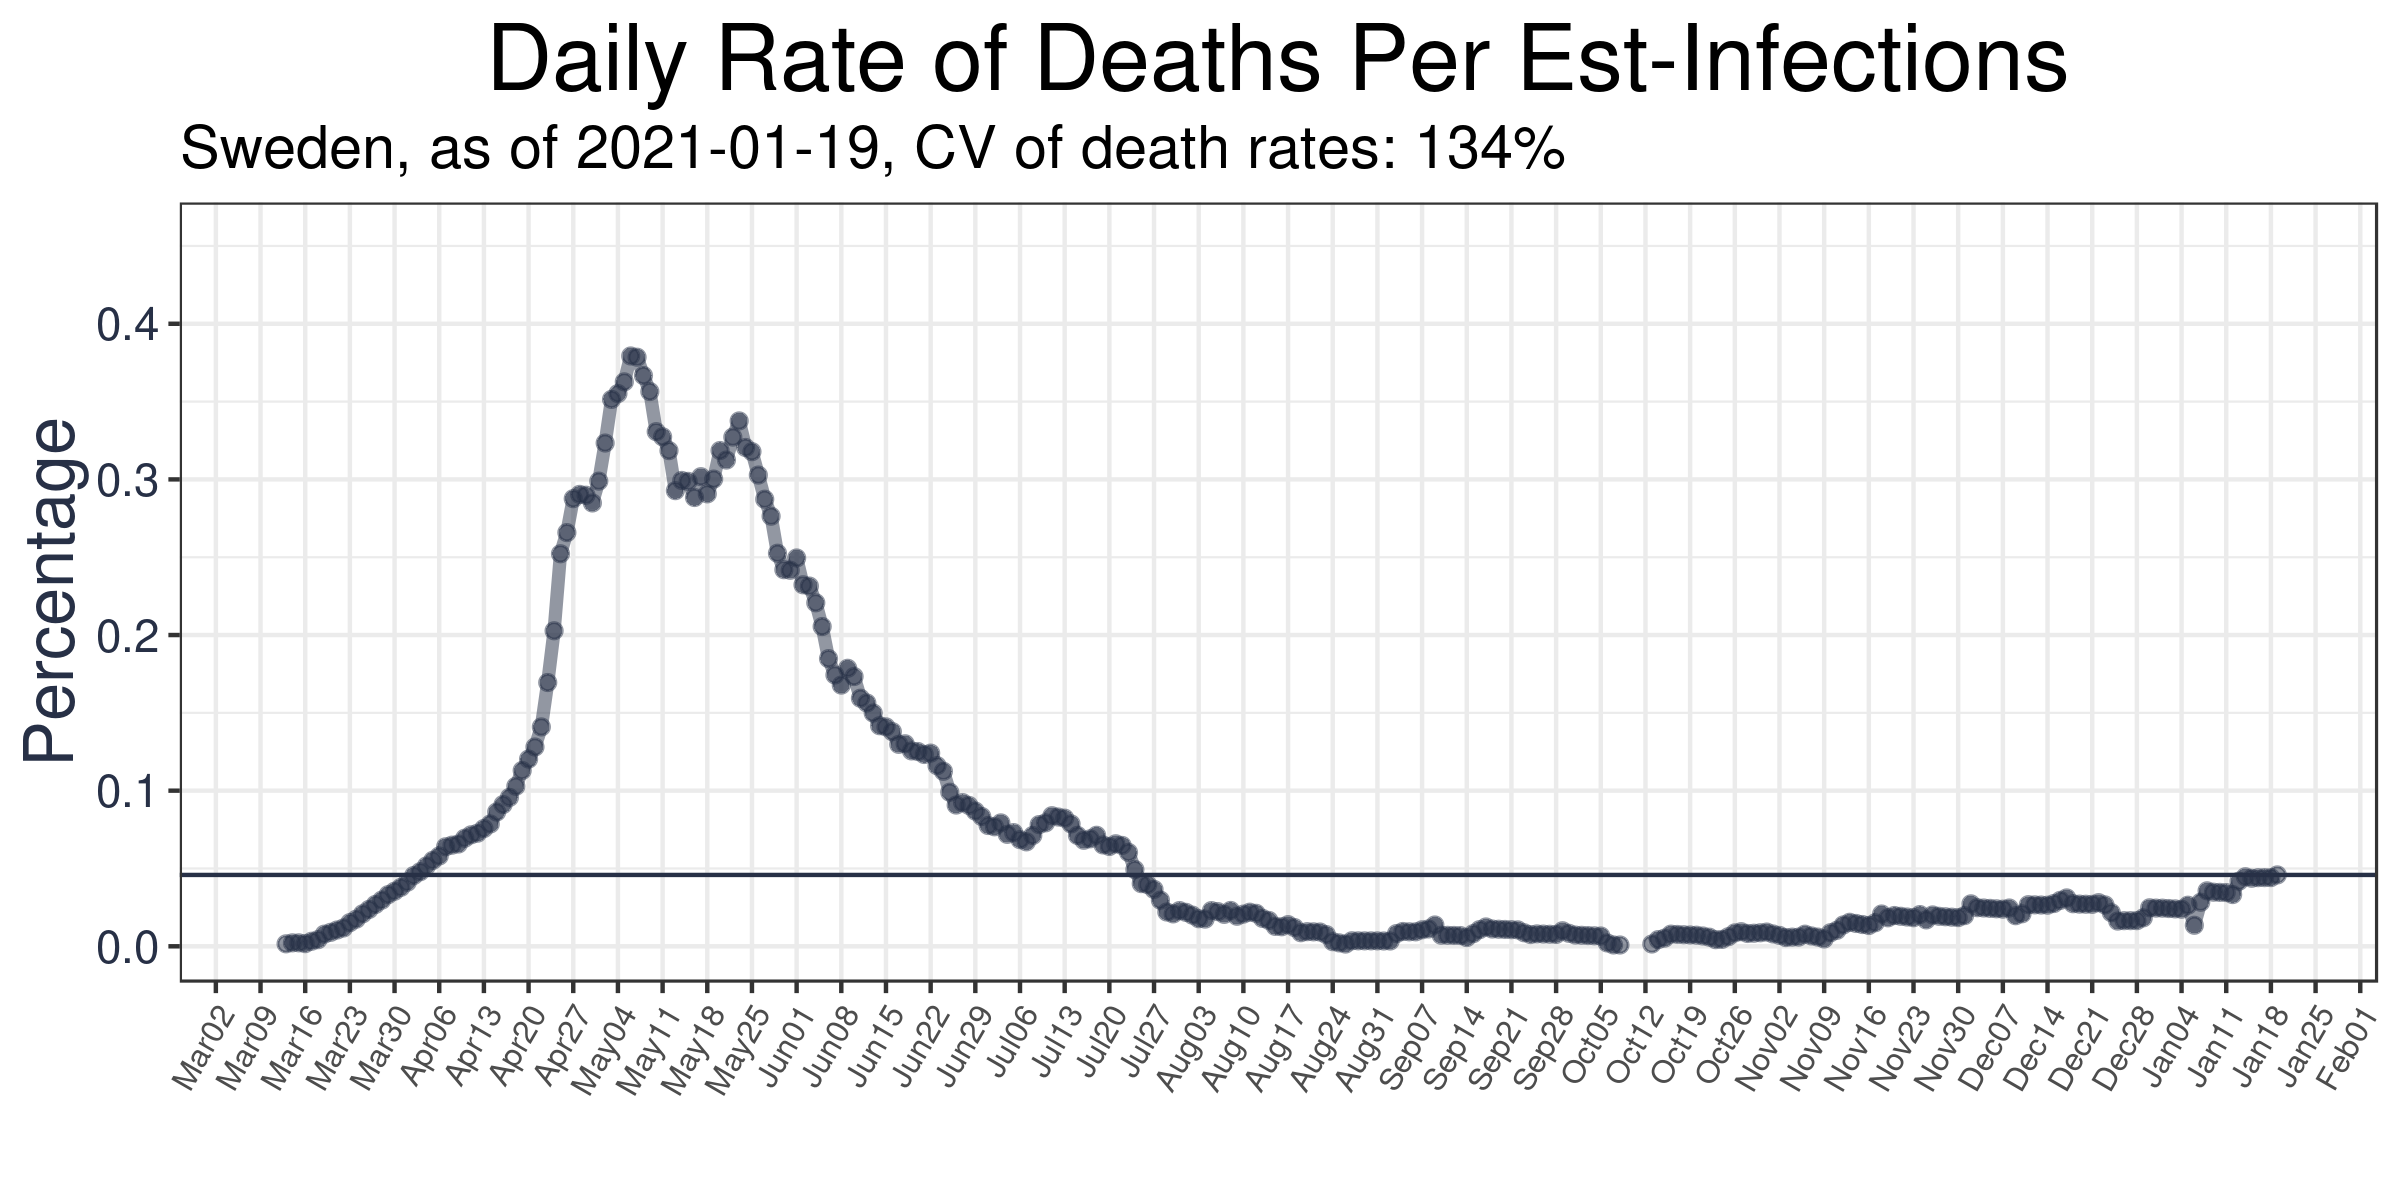 Daily Rate of Deaths Per Est-Infections
Sweden, as of 2021-01-19, CV of death rates: 134%
Percentage
0.4
0.3
0.2
0.1
0.0
Mar02
Mar09
Mar16
Mar23
Mar30
Apr06
Apr13
Apr20
Apr27
May04
May11
May18
May25
Jun01
Jun08
Jun15
Jun22
Jun29
Jul06
Jul13
Jul20
Jul27
Aug03
Aug10
Aug17
Aug24
Aug31
Sep07
Sep14
Sep21
Sep28
Oct05
Oct12
Oct19
Oct26
Nov02
Nov09
Nov16
Nov23
Nov30
Dec07
Dec14
Dec21
Dec28
Jan04
Jan11
Jan18
Jan25
Feb01